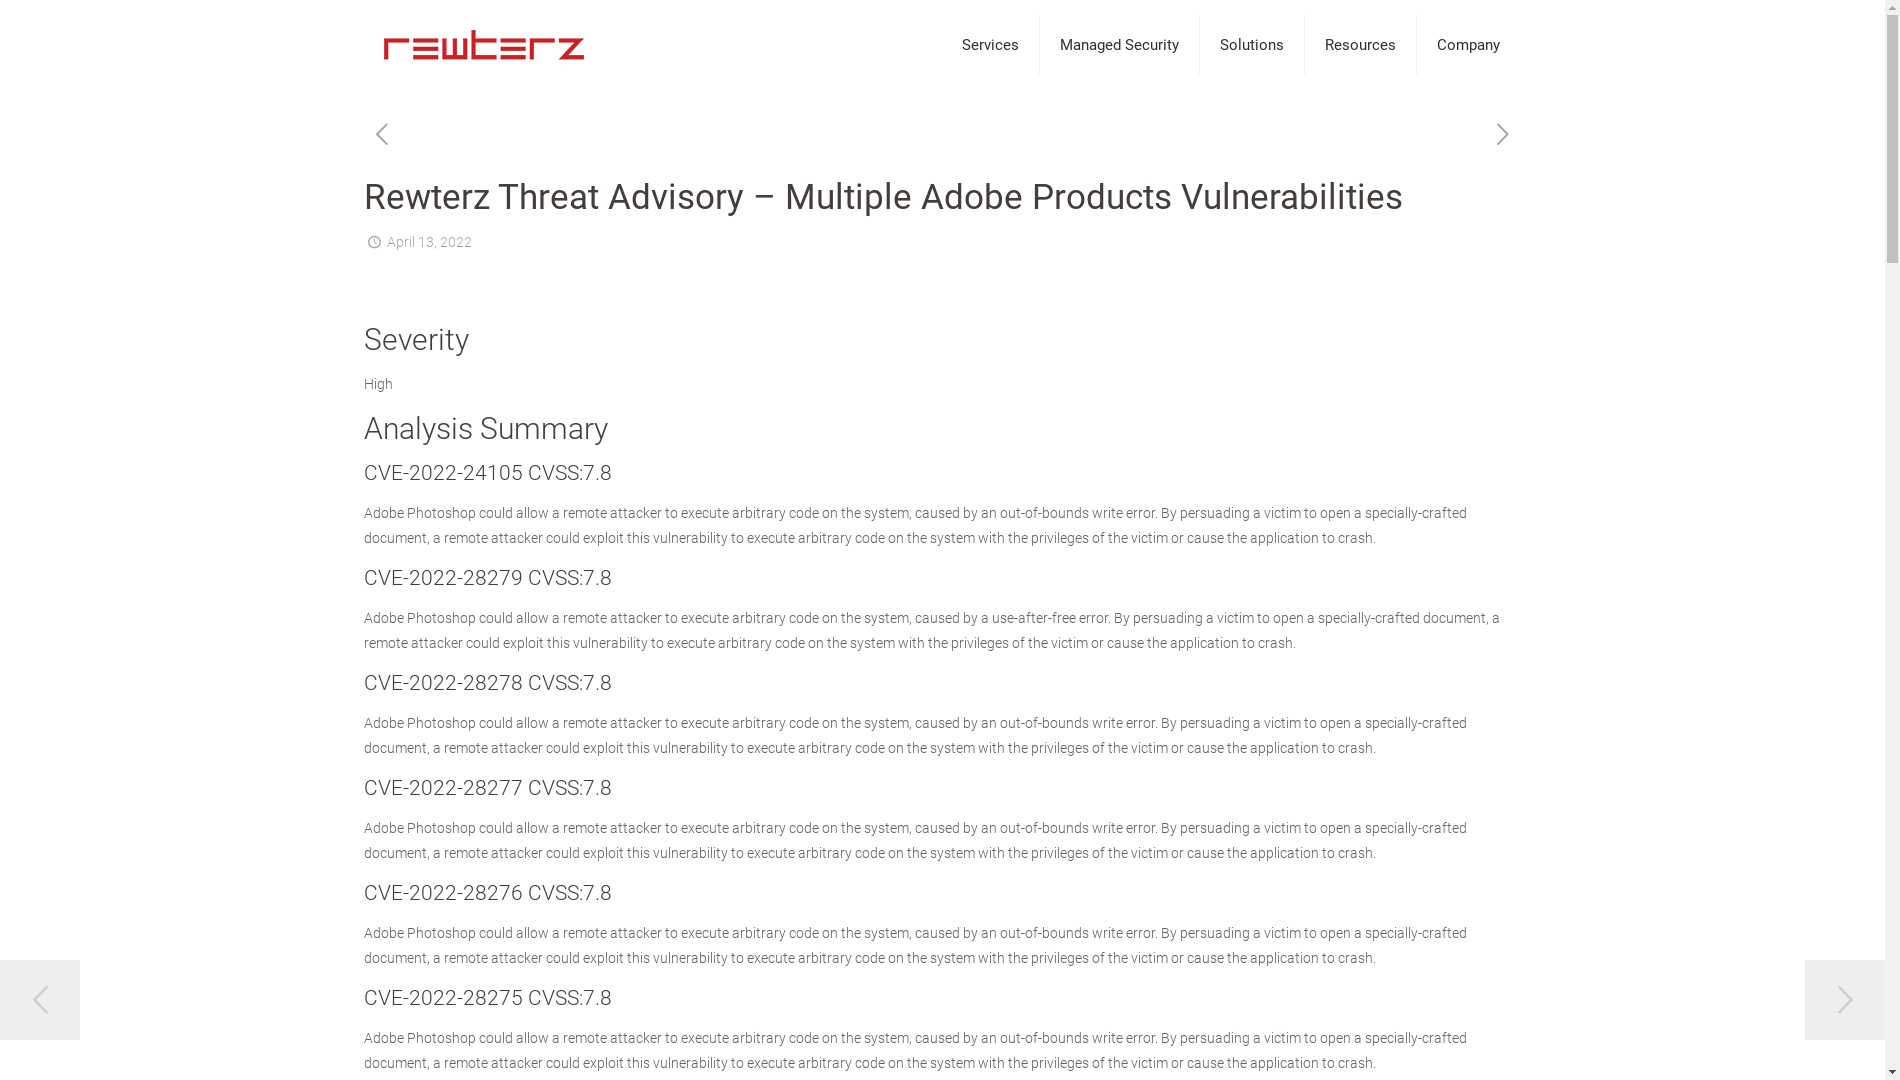 rewterz
Services
Managed Security
Solutions
Resources
Company
Rewterz Threat Advisory – Multiple Adobe Products Vulnerabilities
April 13, 2022
Severity
High
Analysis Summary
CVE-2022-24105 CVSS:7.8
Adobe Photoshop could allow a remote attacker to execute arbitrary code on the system, caused by an out-of-bounds write error. By persuading a victim to open a specially-crafted
document, a remote attacker could exploit this vulnerability to execute arbitrary code on the system with the privileges of the victim or cause the application to crash.
CVE-2022-28279 CVSS:7.8
Adobe Photoshop could allow a remote attacker to execute arbitrary code on the system, caused by a use-after-free error. By persuading a victim to open a specially-crafted document, a
remote attacker could exploit this vulnerability to execute arbitrary code on the system with the privileges of the victim or cause the application to crash.
CVE-2022-28278 CVSS:7.8
Adobe Photoshop could allow a remote attacker to execute arbitrary code on the system, caused by an out-of-bounds write error. By persuading a victim to open a specially-crafted
document, a remote attacker could exploit this vulnerability to execute arbitrary code on the system with the privileges of the victim or cause the application to crash.
CVE-2022-28277 CVSS:7.8
Adobe Photoshop could allow a remote attacker to execute arbitrary code on the system, caused by an out-of-bounds write error. By persuading a victim to open a specially-crafted
document, a remote attacker could exploit this vulnerability to execute arbitrary code on the system with the privileges of the victim or cause the application to crash.
CVE-2022-28276 CVSS:7.8
Adobe Photoshop could allow a remote attacker to execute arbitrary code on the system, caused by an out-of-bounds write error. By persuading a victim to open a specially-crafted
document, a remote attacker could exploit this vulnerability to execute arbitrary code on the system with the privileges of the victim or cause the application to crash.
CVE-2022-28275 CVSS:7.8
Adobe Photoshop could allow a remote attacker to execute arbitrary code on the system, caused by an out-of-bounds write error. By persuading a victim to open a specially-crafted
document, a remote attacker could exploit this vulnerability to execute arbitrary code on the system with the privileges of the victim or cause the application to crash.